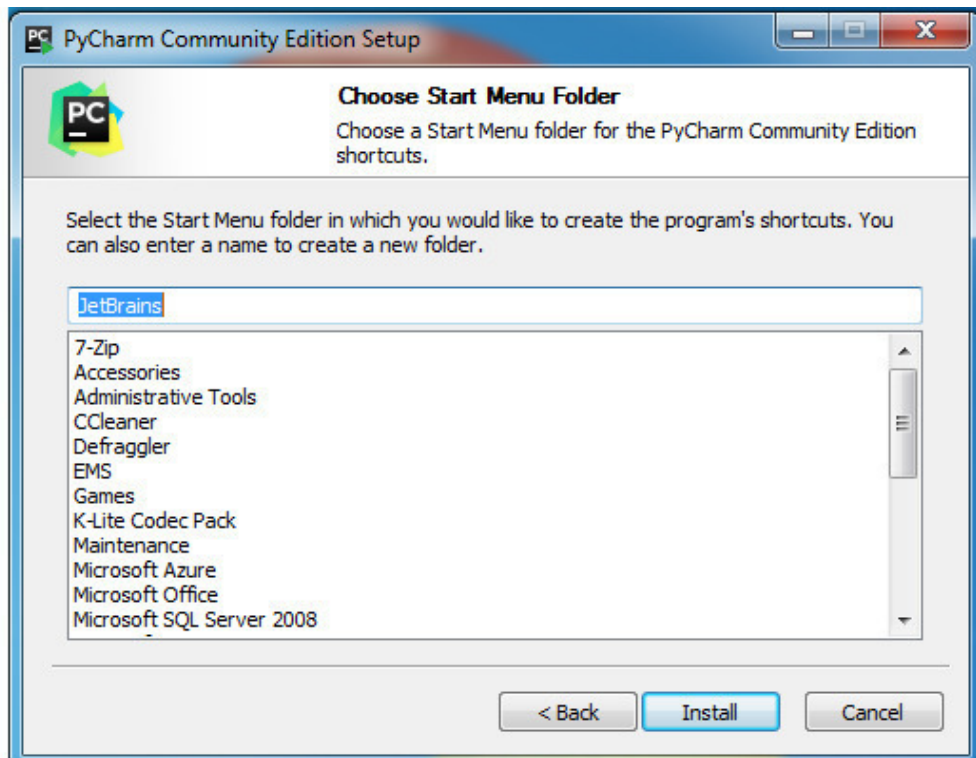 PC PyCharm Community Edition Setup
PC
Choose Start Menu Folder
Choose a Start Menu folder for the PyCharm Community Edition
shortcuts.
Select the Start Menu folder in which you would like to create the program's shortcuts. You
can also enter a name to create a new folder.
JetBrains
7-Zip
Accessories
Administrative Tools
CCleaner
Defraggler
EMS
Games
K-Lite Codec Pack
Maintenance
Microsoft Azure
Microsoft Office
Microsoft SQL Server 2008
< Back Install Cancel